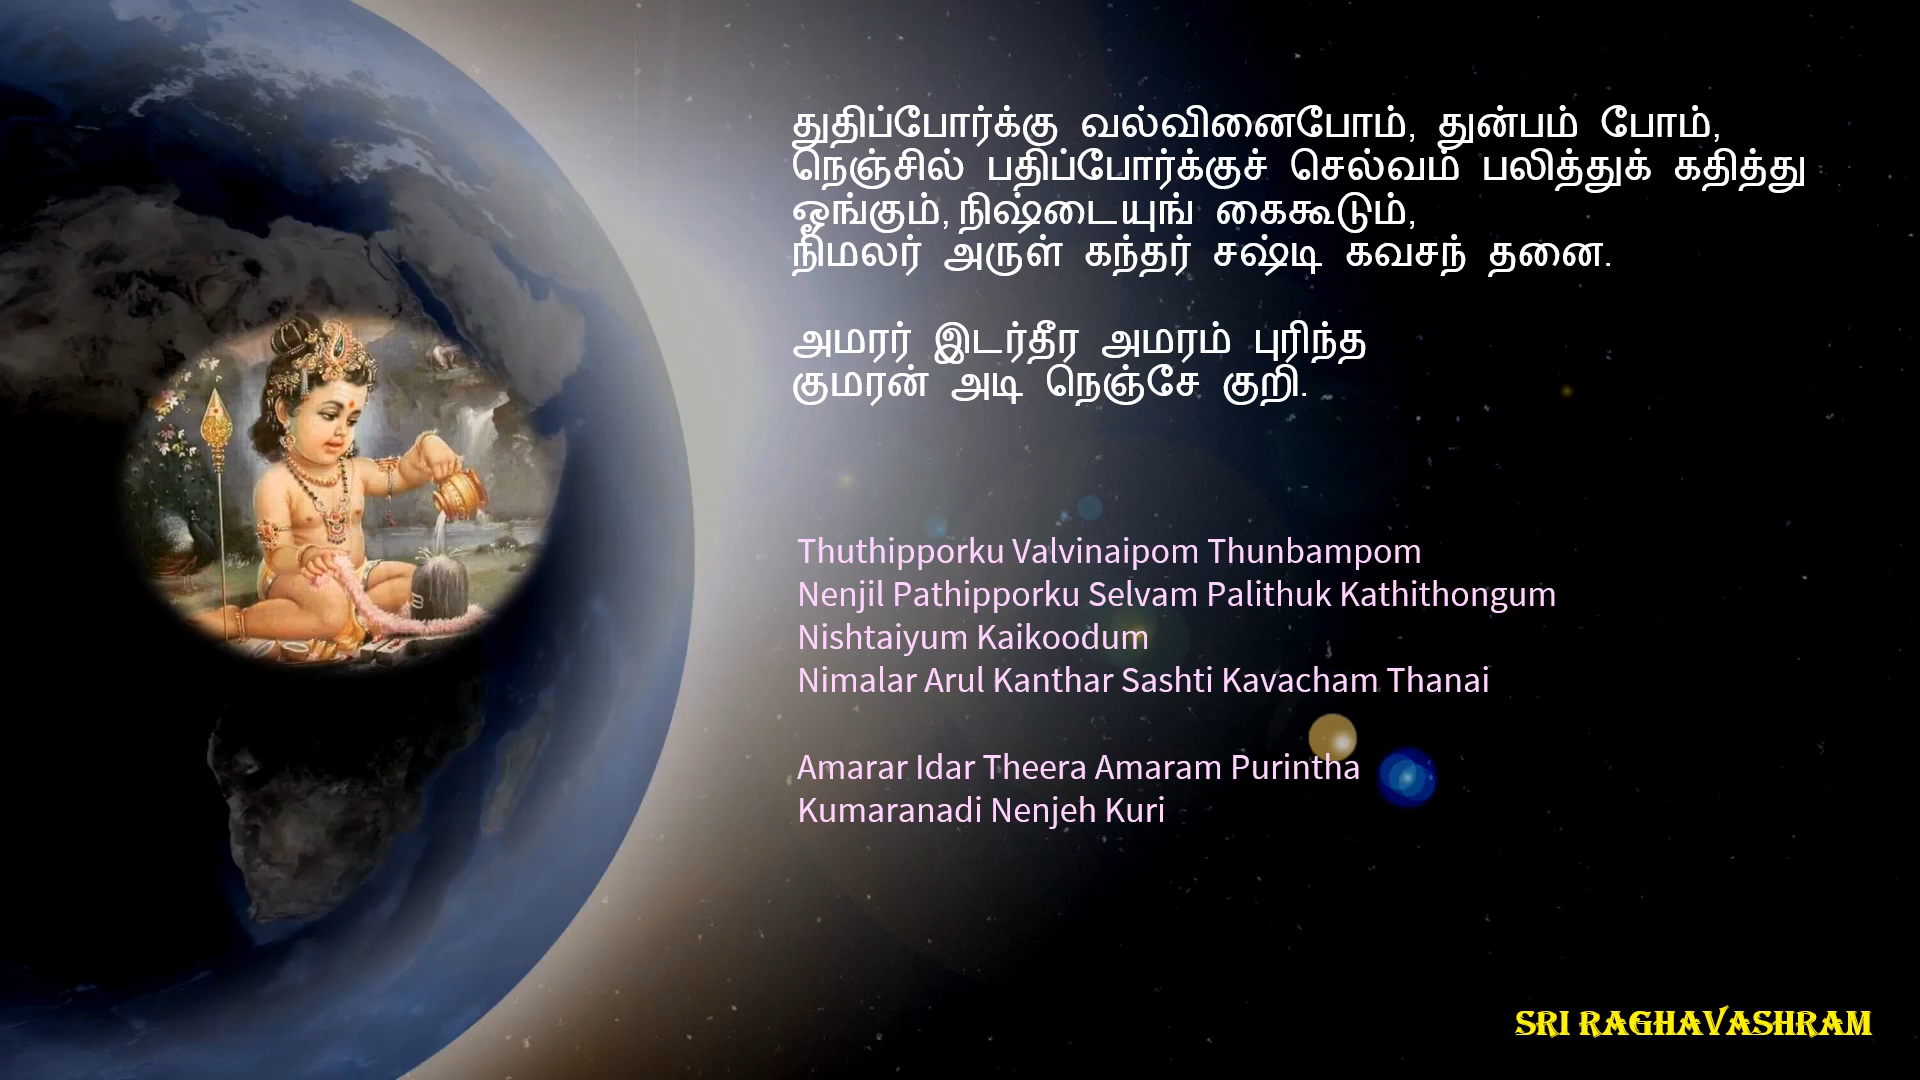 துதிப்போர்க்கு வல்வினைபோம், துன்பம் போம்,
நெஞ்சில் பதிப்போர்க்குச் செல்வம் பலித்துக் கதித்து
ஓங்கும், நிஷ்டையுங் கைகூடும்,
நிமலர் அருள் கந்தர் சஷ்டி கவசந் தனை.
அமரர் இடர்தீர அமரம் புரிந்த
குமரன் அடி நெஞ்சே குறி.
Thuthipporku Valvinaipom Thunbampom
Nenjil Pathipporku Selvam Palithuk Kathithongum
Nishtaiyum Kaikoodum
Nimalar Arul Kanthar Sashti Kavacham Thanai
Amarar Idar Theera Amaram Purintha
Kumaranadi Nenjeh Kuri
SRI RAGHAVASHRAM